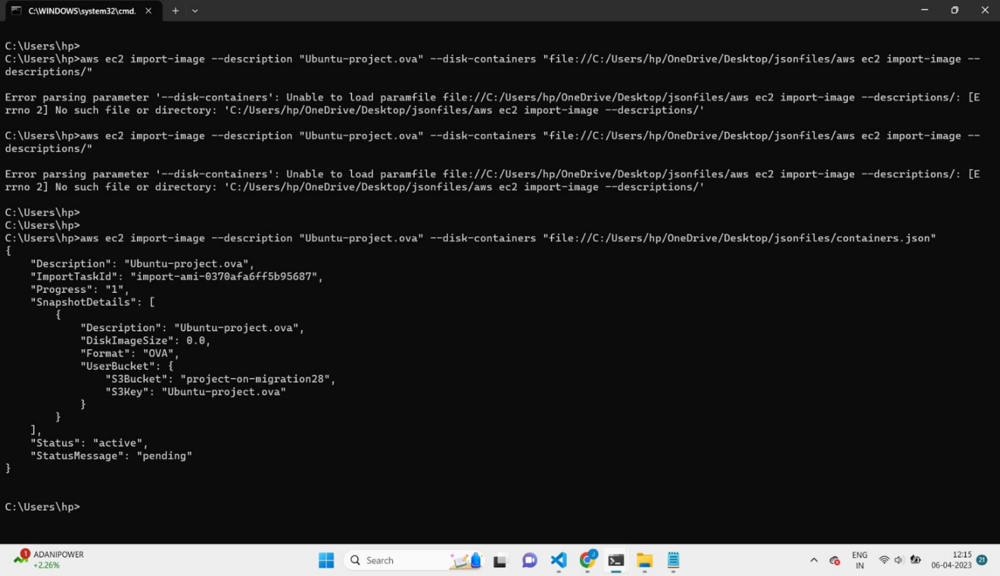 C:\WINDOWS\system32\cmd.
C:\Users\hp>
C:\Users\hp>aws ec2 import-image --description "Ubuntu-project.ova" --disk-containers "file://C:/Users/hp/OneDrive/Desktop/jsonfiles/aws ec2 import-image --
descriptions/"
Error parsing parameter '--disk-containers': Unable to load paramfile file://C:/Users/hp/OneDrive/Desktop/jsonfiles/aws ec2 import-image --descriptions/: [E
rrno 2] No such file or directory: 'C:/Users/hp/OneDrive/Desktop/jsonfiles/aws ec2 import-image --descriptions/'
C:\Users\hp>aws ec2 import-image --description "Ubuntu-project.ova" --disk-containers "file://C:/Users/hp/OneDrive/Desktop/jsonfiles/aws ec2 import-image --
descriptions/"
Error parsing parameter '--disk-containers': Unable to load paramfile file://C:/Users/hp/OneDrive/Desktop/jsonfiles/aws ec2 import-image --descriptions/: [E
rrno 2] No such file or directory: 'C:/Users/hp/OneDrive/Desktop/jsonfiles/aws ec2 import-image --descriptions/'
C:\Users\hp>
C:\Users\hp>
C:\Users\hp>aws ec2 import-image --description "Ubuntu-project.ova" --disk-containers "file://C:/Users/hp/OneDrive/Desktop/jsonfiles/containers.json"
{
    "Description": "Ubuntu-project.ova",
    "ImportTaskId": "import-ami-0370afa6ff5b95687",
    "Progress": "1",
    "SnapshotDetails": [
        {
            "Description": "Ubuntu-project.ova",
            "DiskImageSize": 0.0,
            "Format": "OVA",
            "UserBucket": {
                "S3Bucket": "project-on-migration28",
                "S3Key": "Ubuntu-project.ova"
            }
        }
    ],
    "Status": "active",
    "StatusMessage": "pending"
}
C:\Users\hp>
1
ADANIPOWER
+2.26%
Search
J
ENG
IN
12:15
06-04-2023
21